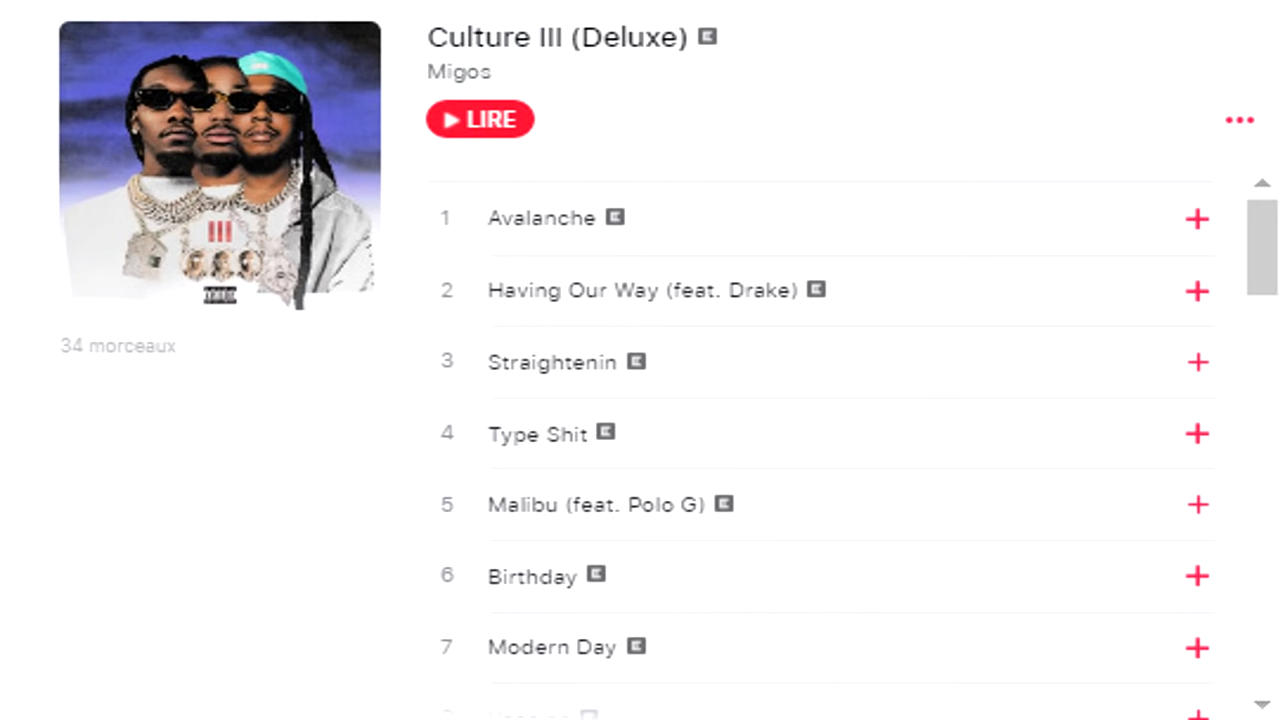 Culture III (Deluxe) E
Migos
LIRE
34 morceaux
1 Avalanche E
2 Having Our Way (feat. Drake) E
3 Straightenin E
4 Type Shit E
5 Malibu (feat. Polo G) E
6 Birthday E
7 Modern Day E
III